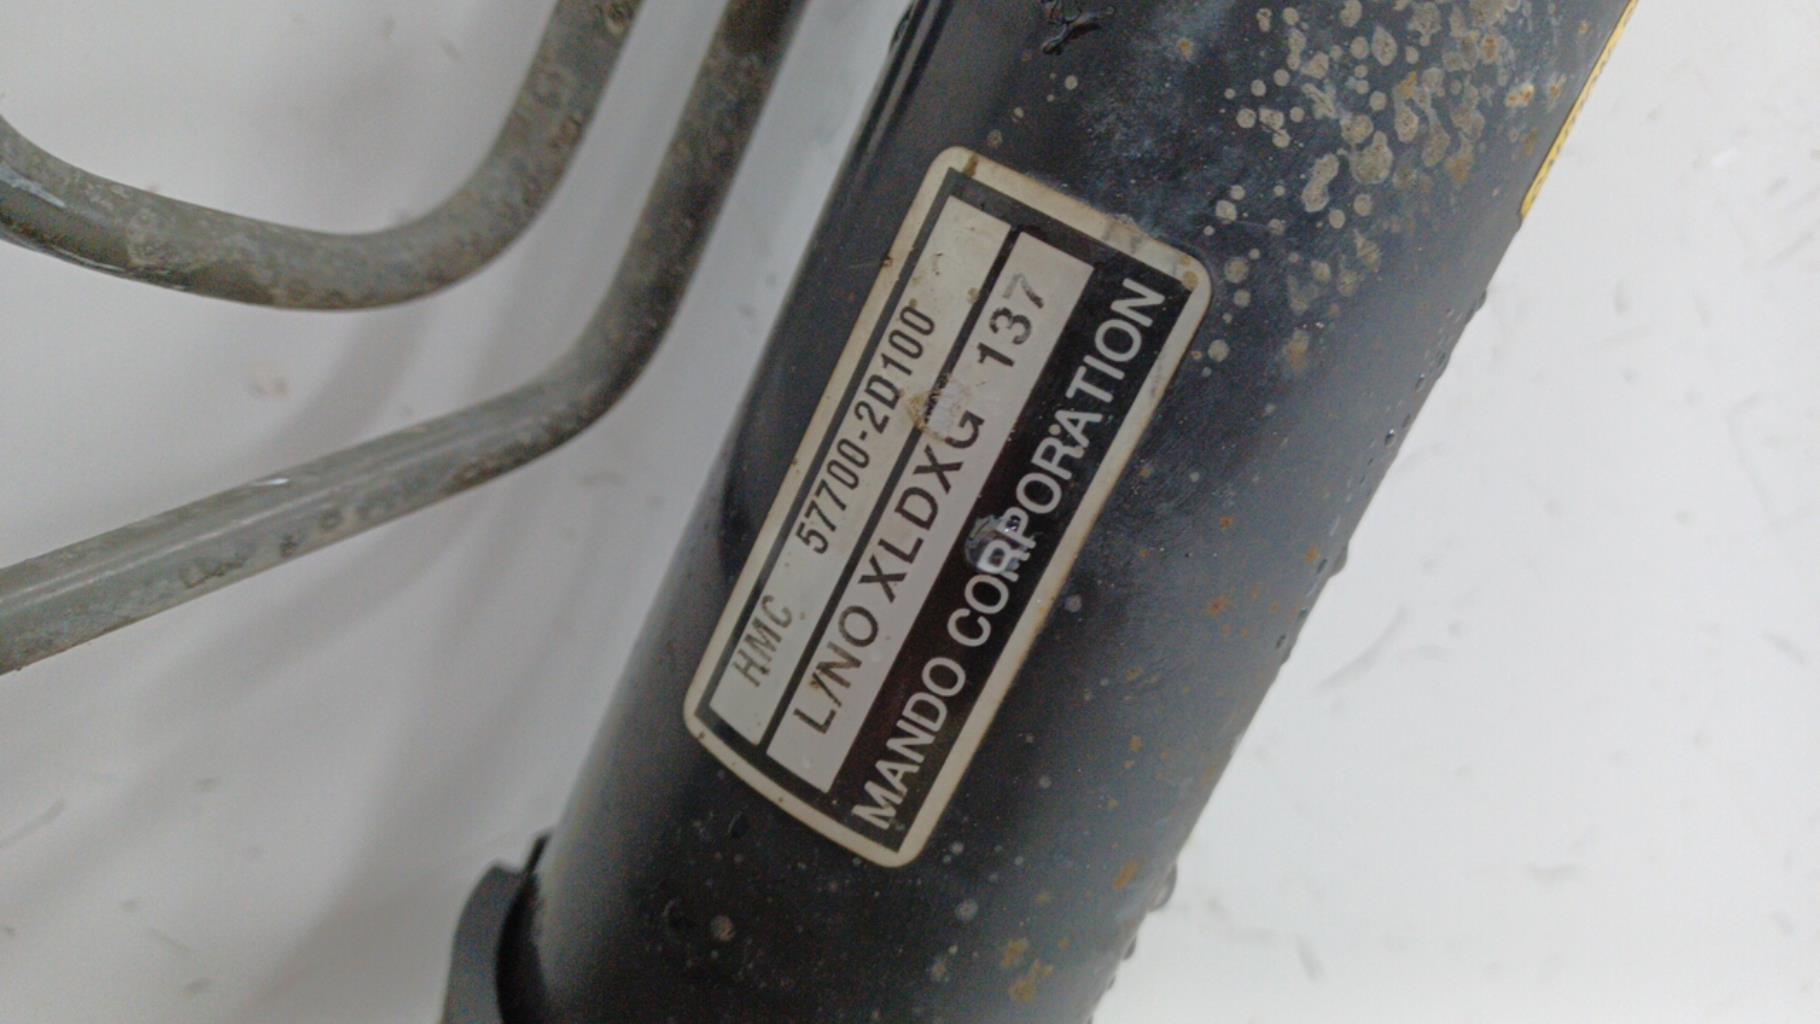 HMC 57700-2D100
L/NO XLDXG 137
MANDO CORPORATION